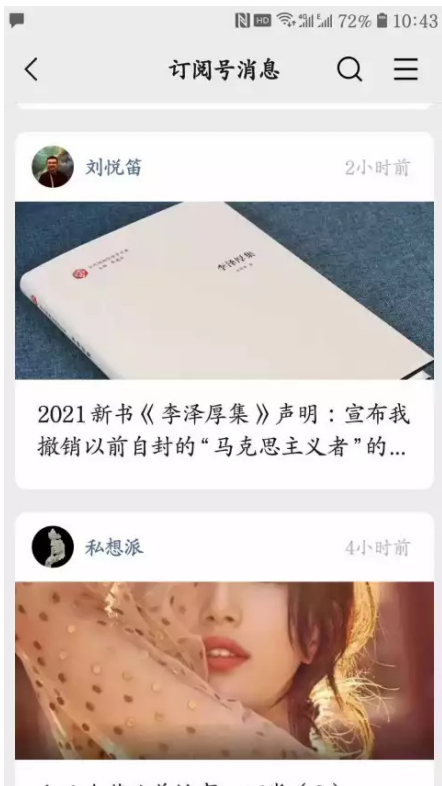 HD 4G 72% 10:43
订阅号消息
刘悦笛
2小时前
李泽厚集
2021新书《李泽厚集》声明：宣布我
撤销以前自封的“马克思主义者”的...
私想派
4小时前